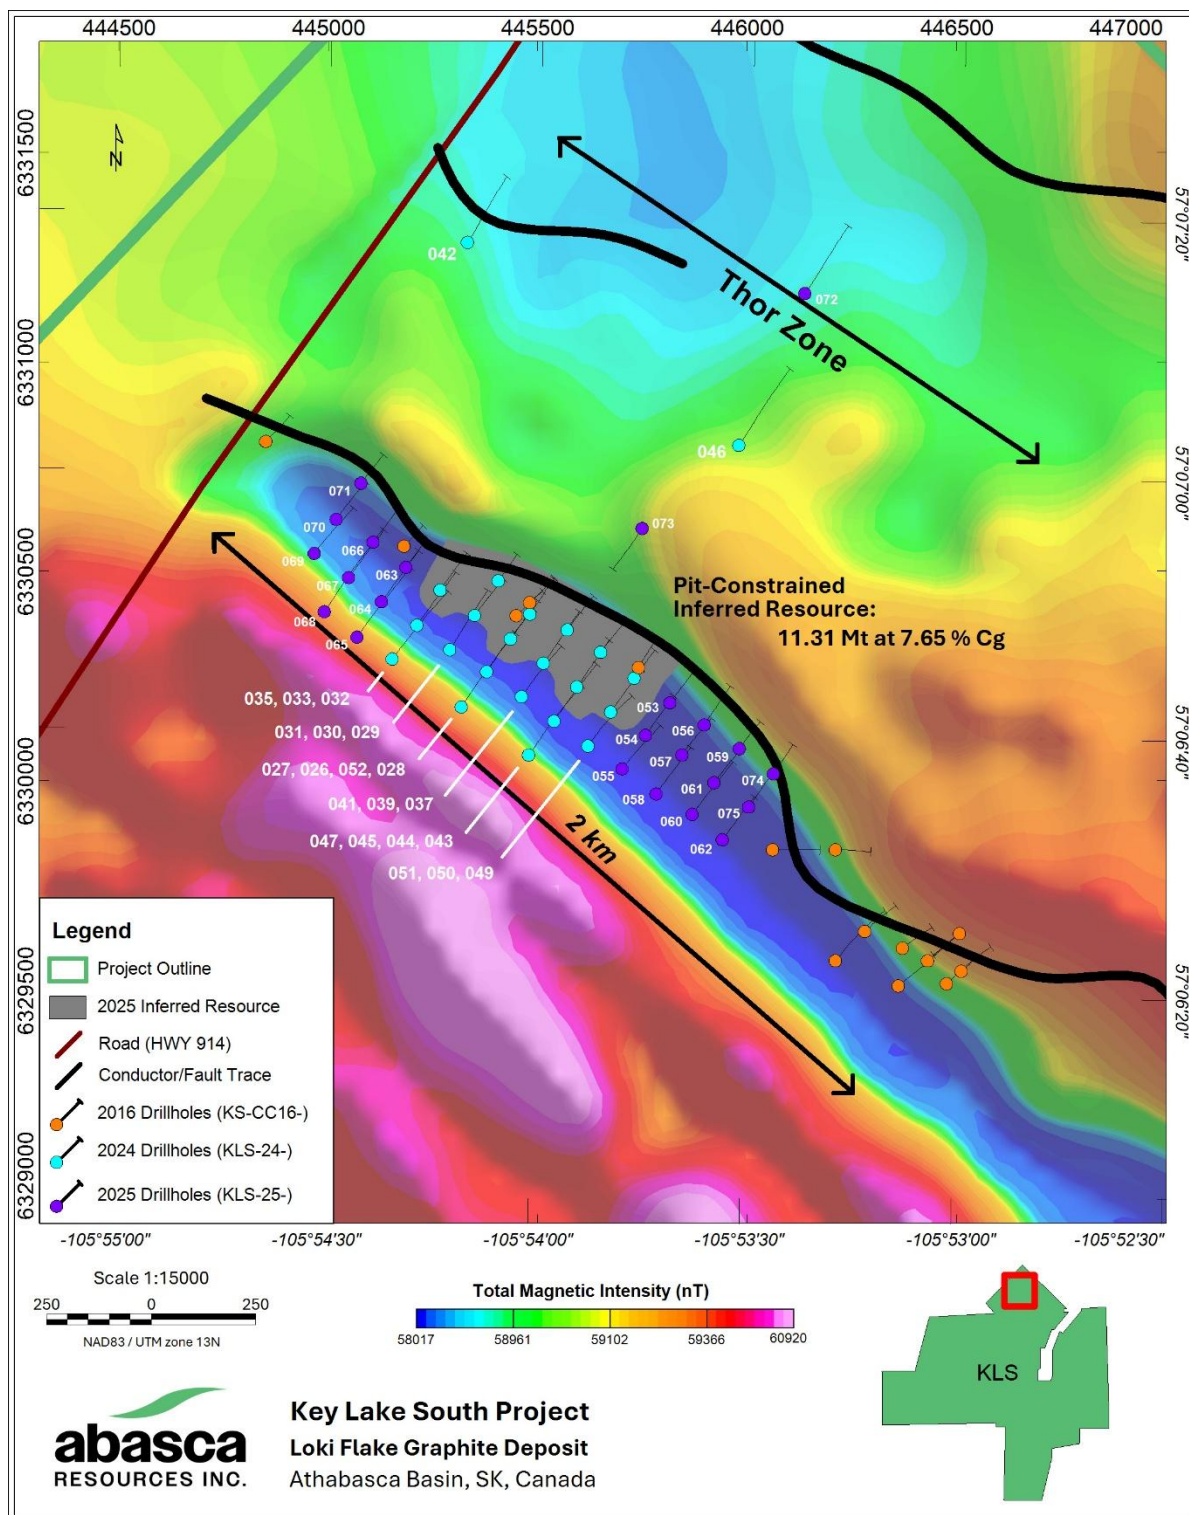 444500 445000 445500 446000 446500 447000
6331500
6331000
6330500
6330000
6329500
6329000
57°07'20"
57°07'00"
57°06'40"
57°06'20"
N
042
072
Thor Zone
046
073
071
070
069
066
067
068
063
064
065
Pit-Constrained
Inferred Resource:
11.31 Mt at 7.65 % Cg
053
054
055
056
057
058
059
061
060
074
075
062
035, 033, 032
031, 030, 029
027, 026, 052, 028
041, 039, 037
047, 045, 044, 043
051, 050, 049
2 km
Legend
Project Outline
2025 Inferred Resource
Road (HWY 914)
Conductor/Fault Trace
2016 Drillholes (KS-CC16-)
2024 Drillholes (KLS-24-)
2025 Drillholes (KLS-25-)
-105°55'00" -105°54'30" -105°54'00" -105°53'30" -105°53'00" -105°52'30"
Scale 1:15000
250 0 250
NAD83 / UTM zone 13N
Total Magnetic Intensity (nT)
58017 58961 59102 59366 60920
KLS
abasca
RESOURCES INC.
Key Lake South Project
Loki Flake Graphite Deposit
Athabasca Basin, SK, Canada